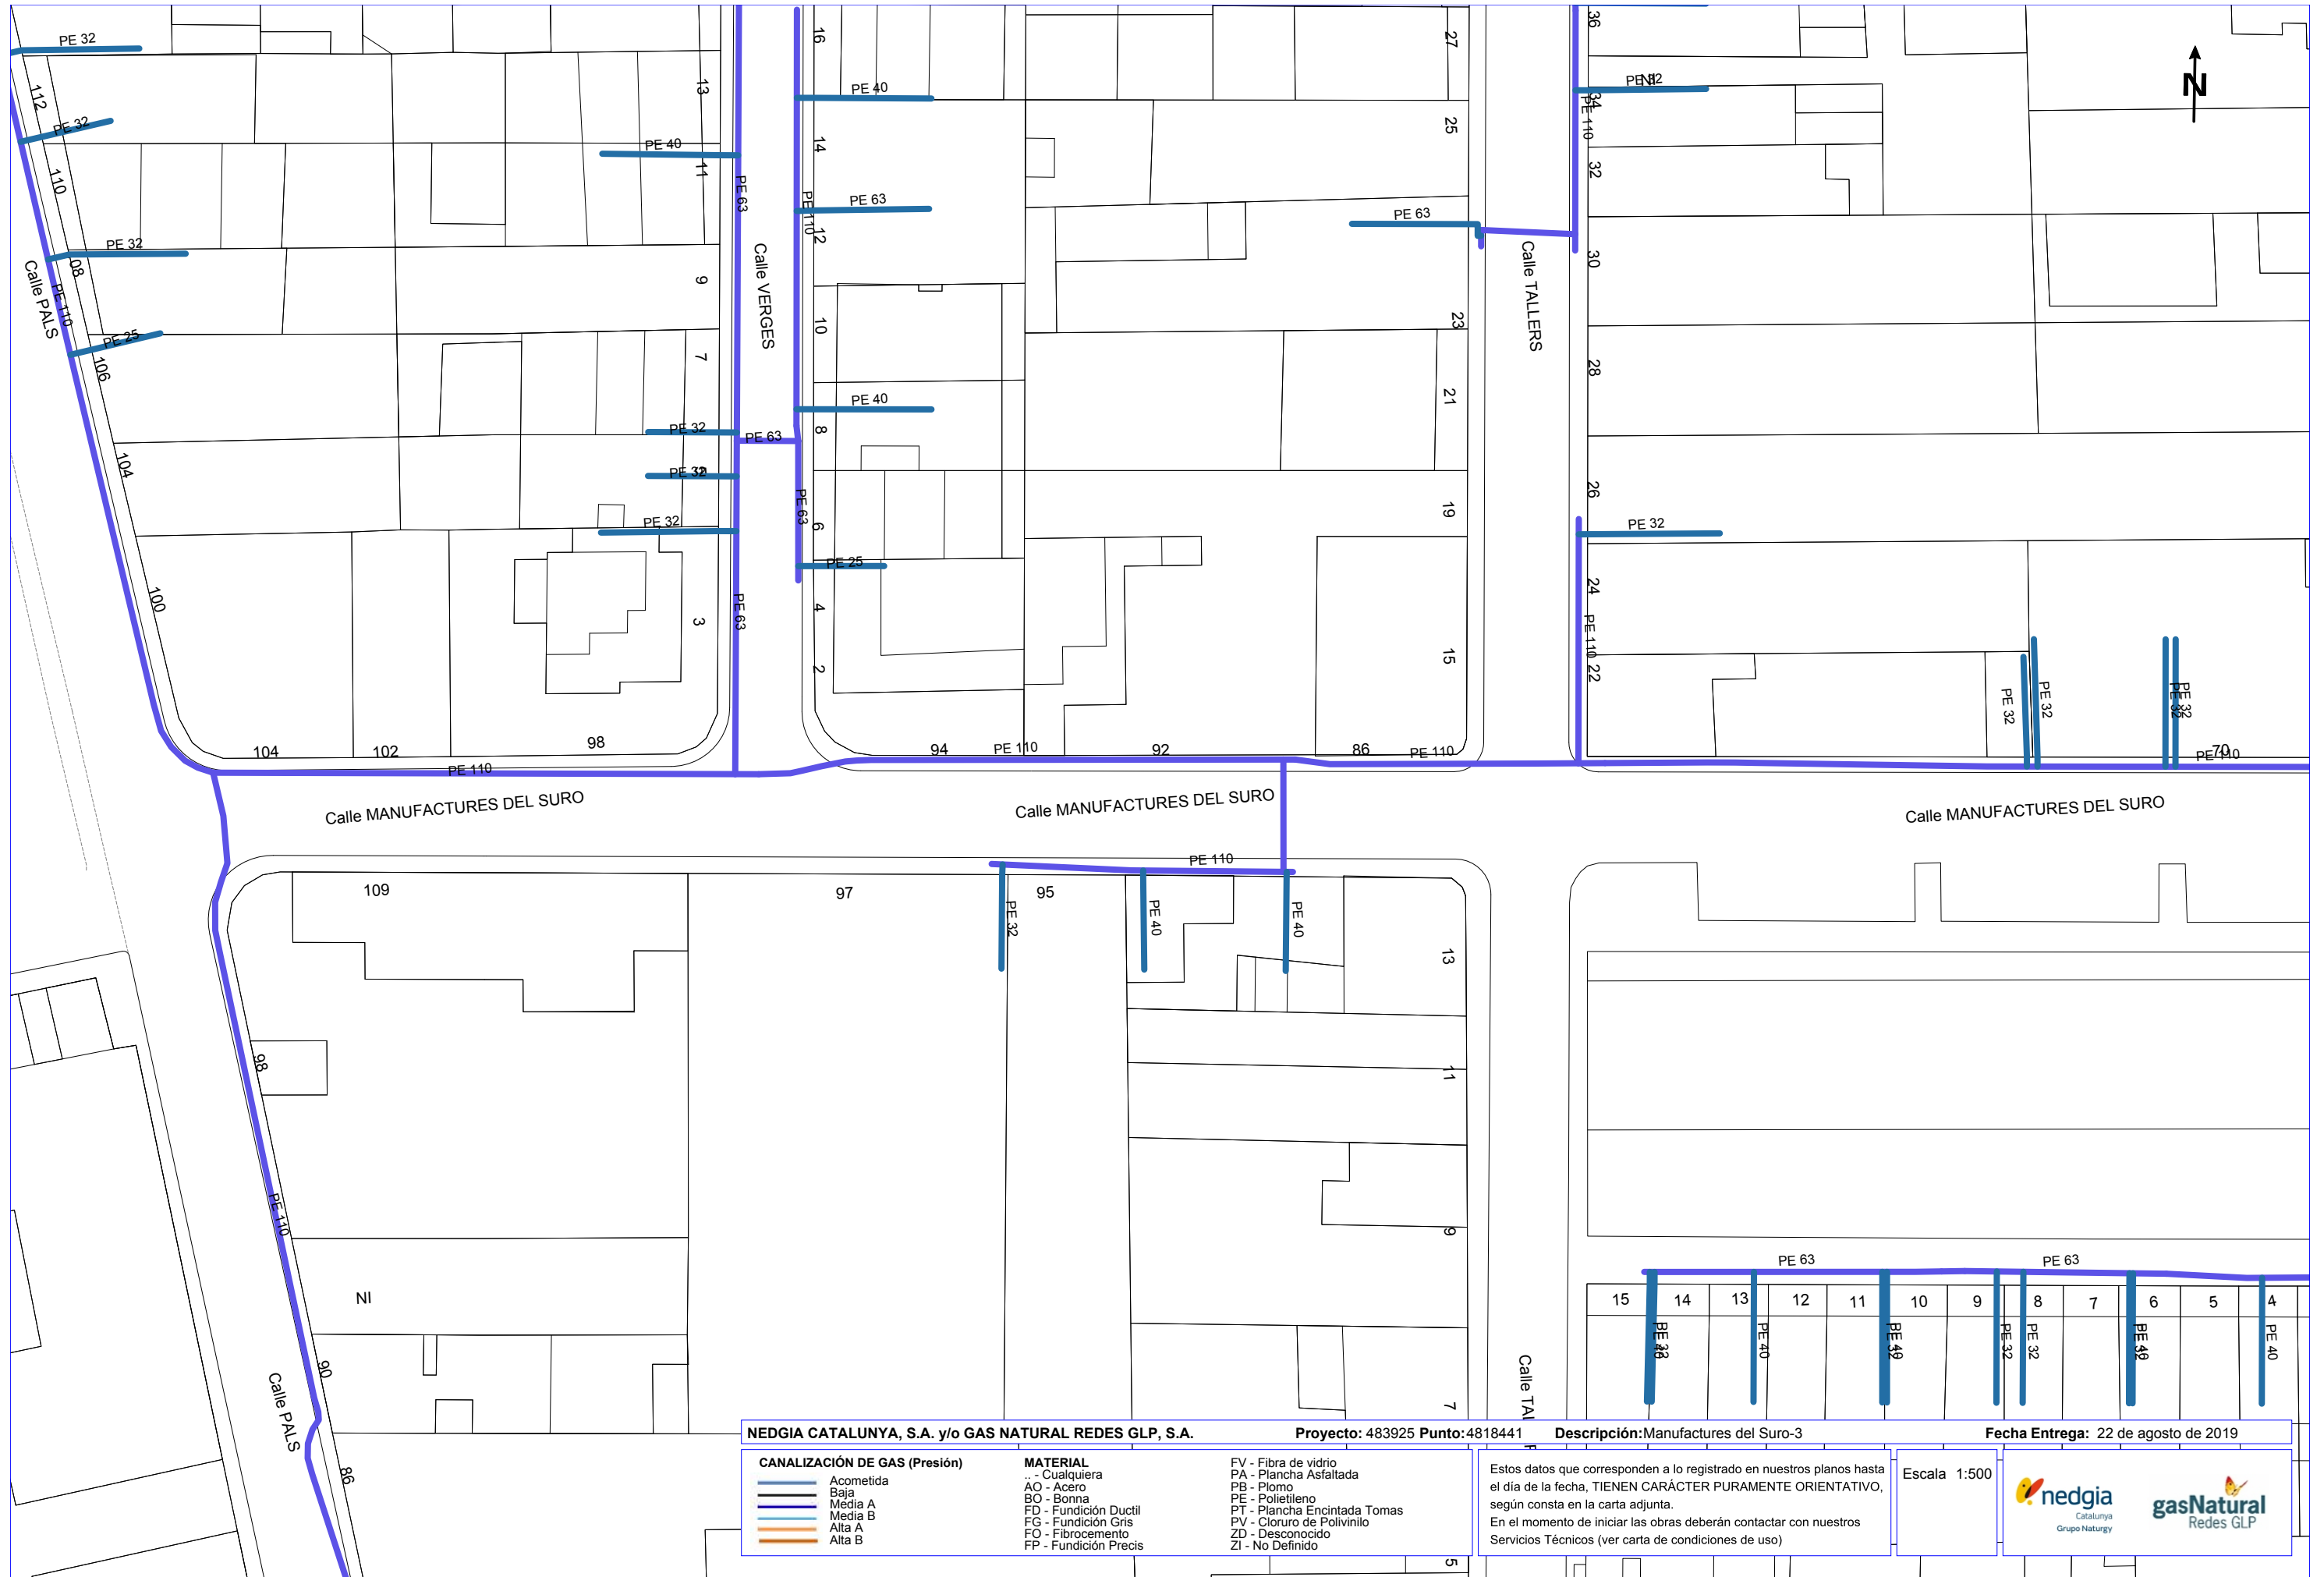 PE 32
112
PE 32
110
PE 32
08
PE 110
Calle PALS
PE 25
106
104
100
13
PE 40
11
9
7
PE 32
PE 32
PE 32
3
PE 63
PE 63
Calle VERGES
PE 63
PE 63
16
PE 40
14
PE 110
PE 63
12
10
PE 40
8
6
PE 25
4
2
27
25
PE 63
23
21
19
15
Calle TALLERS
36
PE 32
NI
34
PE 110
32
30
28
26
PE 32
24
PE 110
22
PE 32
PE 32
PE 32
PE 32
70
PE 110
N
104
102
98
PE 110
94
PE 110
92
86
PE 110
Calle MANUFACTURES DEL SURO
Calle MANUFACTURES DEL SURO
Calle MANUFACTURES DEL SURO
PE 110
109
97
95
PE 32
PE 40
PE 40
13
98
11
PE 110
9
NI
90
Calle PALS
86
7
5
PE 63
PE 63
15
14
13
12
11
10
9
8
7
6
5
4
PE 40
PE 32
PE 32
PE 40
Calle TAL
NEDGIA CATALUNYA, S.A. y/o GAS NATURAL REDES GLP, S.A. Proyecto: 483925 Punto:4818441 Descripción:Manufactures del Suro-3 Fecha Entrega: 22 de agosto de 2019
CANALIZACIÓN DE GAS (Presión)
Acometida
Baja
Media A
Media B
Alta A
Alta B
MATERIAL
.. - Cualquiera
AO - Acero
BO - Bonna
FD - Fundición Ductil
FG - Fundición Gris
FO - Fibrocemento
FP - Fundición Precis
FV - Fibra de vidrio
PA - Plancha Asfaltada
PB - Plomo
PE - Polietileno
PT - Plancha Encintada Tomas
PV - Cloruro de Polivinilo
ZD - Desconocido
ZI - No Definido
Estos datos que corresponden a lo registrado en nuestros planos hasta
el día de la fecha, TIENEN CARÁCTER PURAMENTE ORIENTATIVO,
según consta en la carta adjunta.
En el momento de iniciar las obras deberán contactar con nuestros
Servicios Técnicos (ver carta de condiciones de uso)
Escala 1:500
nedgia
Catalunya
Grupo Naturgy
gasNatural
Redes GLP